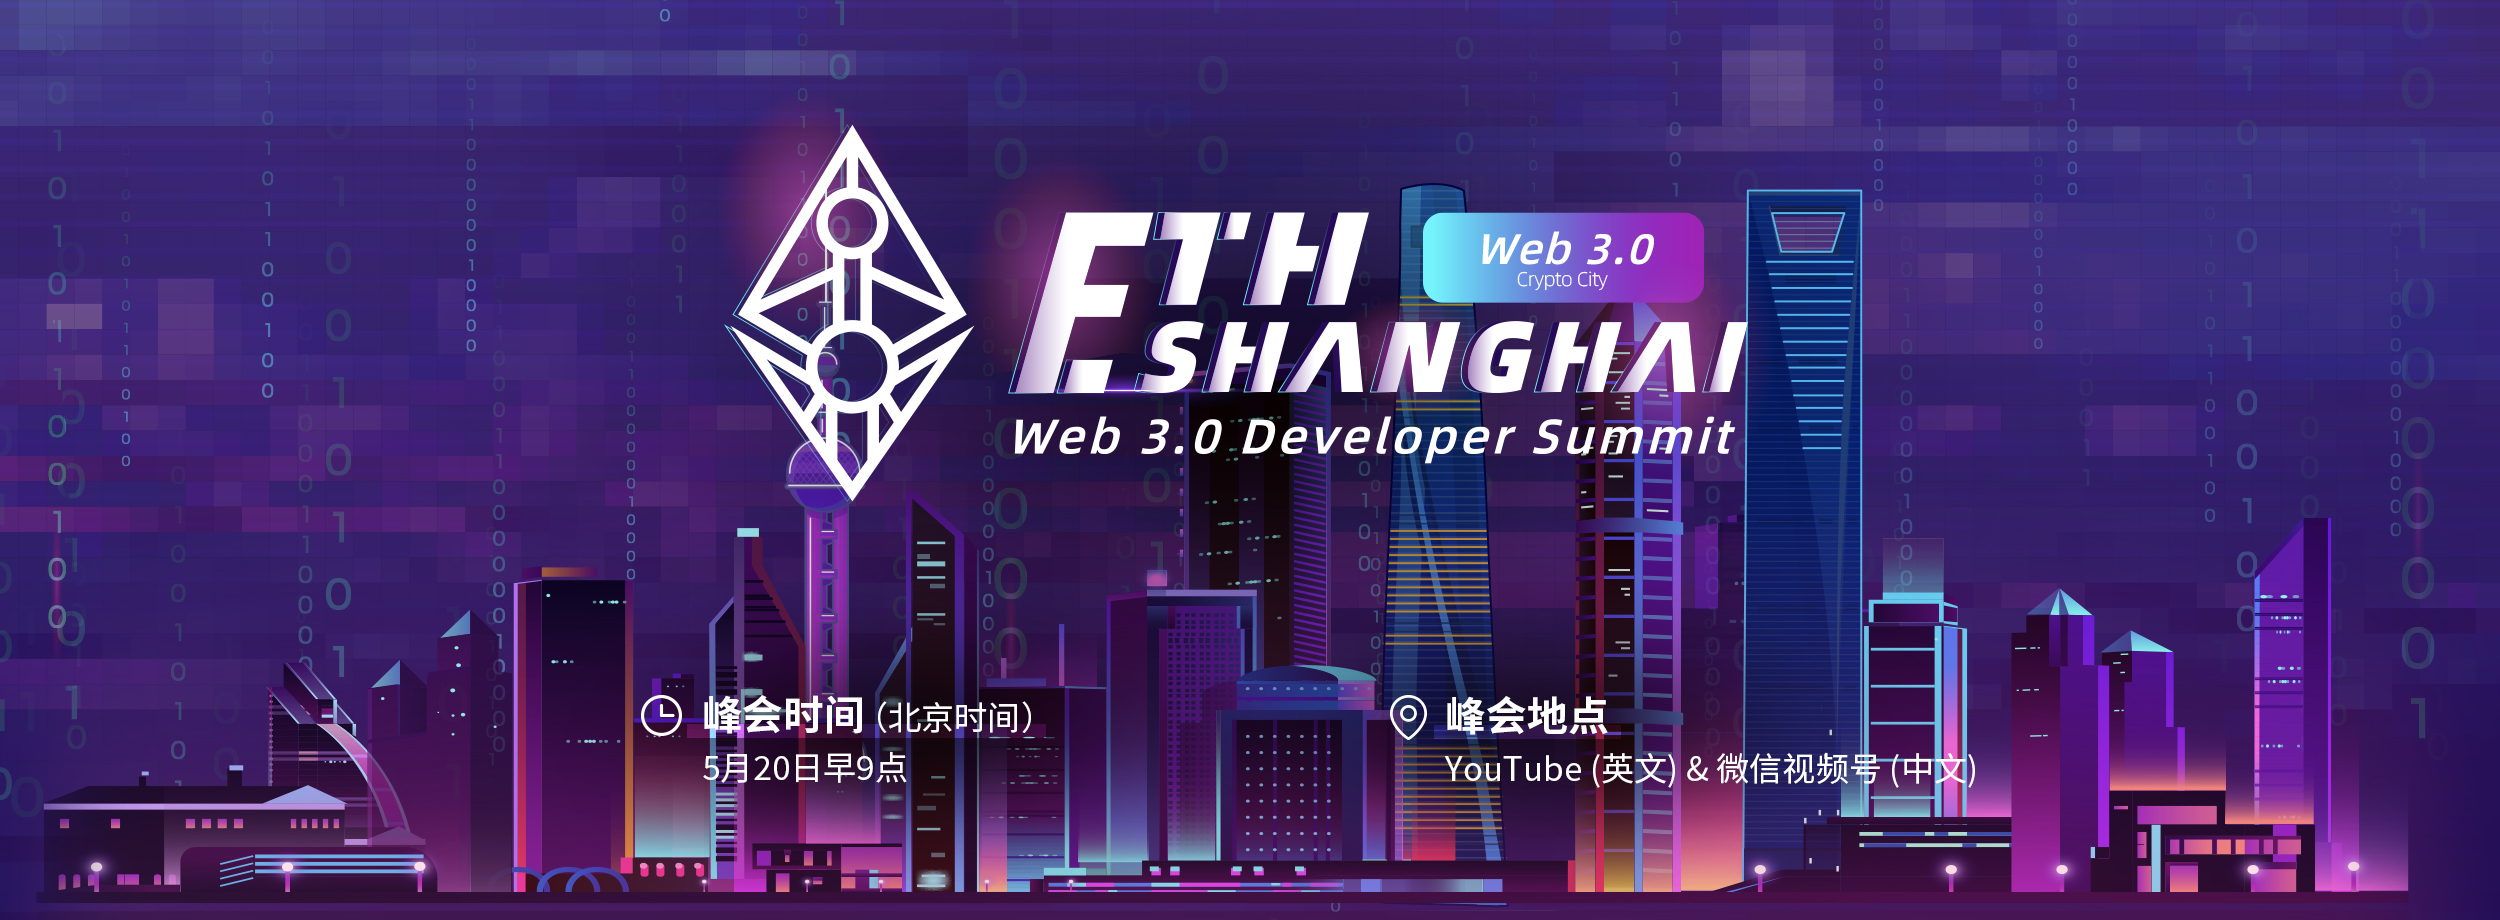 ETH
SHANGHAI
Web 3.0
Crypto City
Web 3.0 Developer Summit
峰会时间 (北京时间)
5月20日早9点
峰会地点
YouTube (英文) & 微信视频号 (中文)